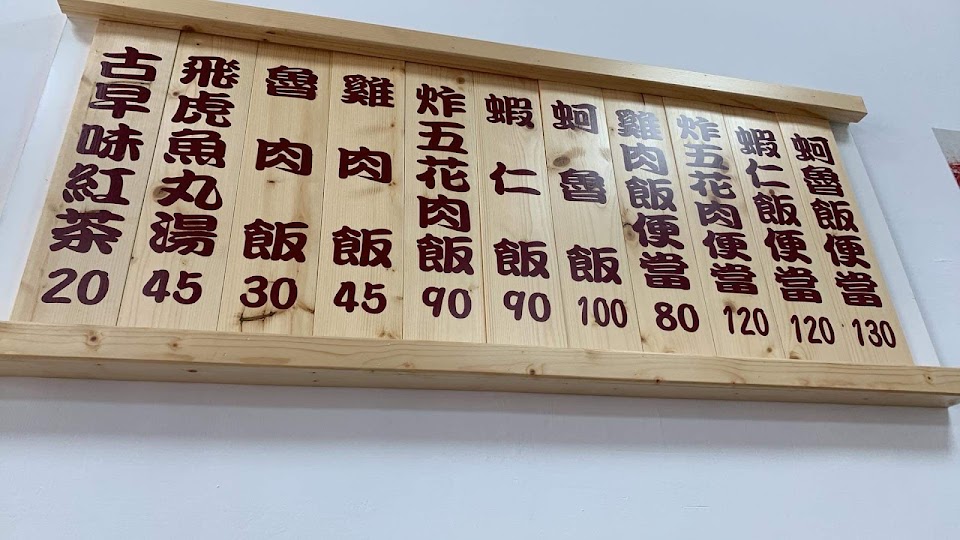 古早味紅茶 20
飛虎魚丸湯 45
魯肉飯 30
雞肉飯 45
炸五花肉飯 90
蝦仁飯 90
蚵魯飯 100
雞肉飯便當 80
炸五花肉便當 120
蝦仁飯便當 120
蚵魯飯便當 130